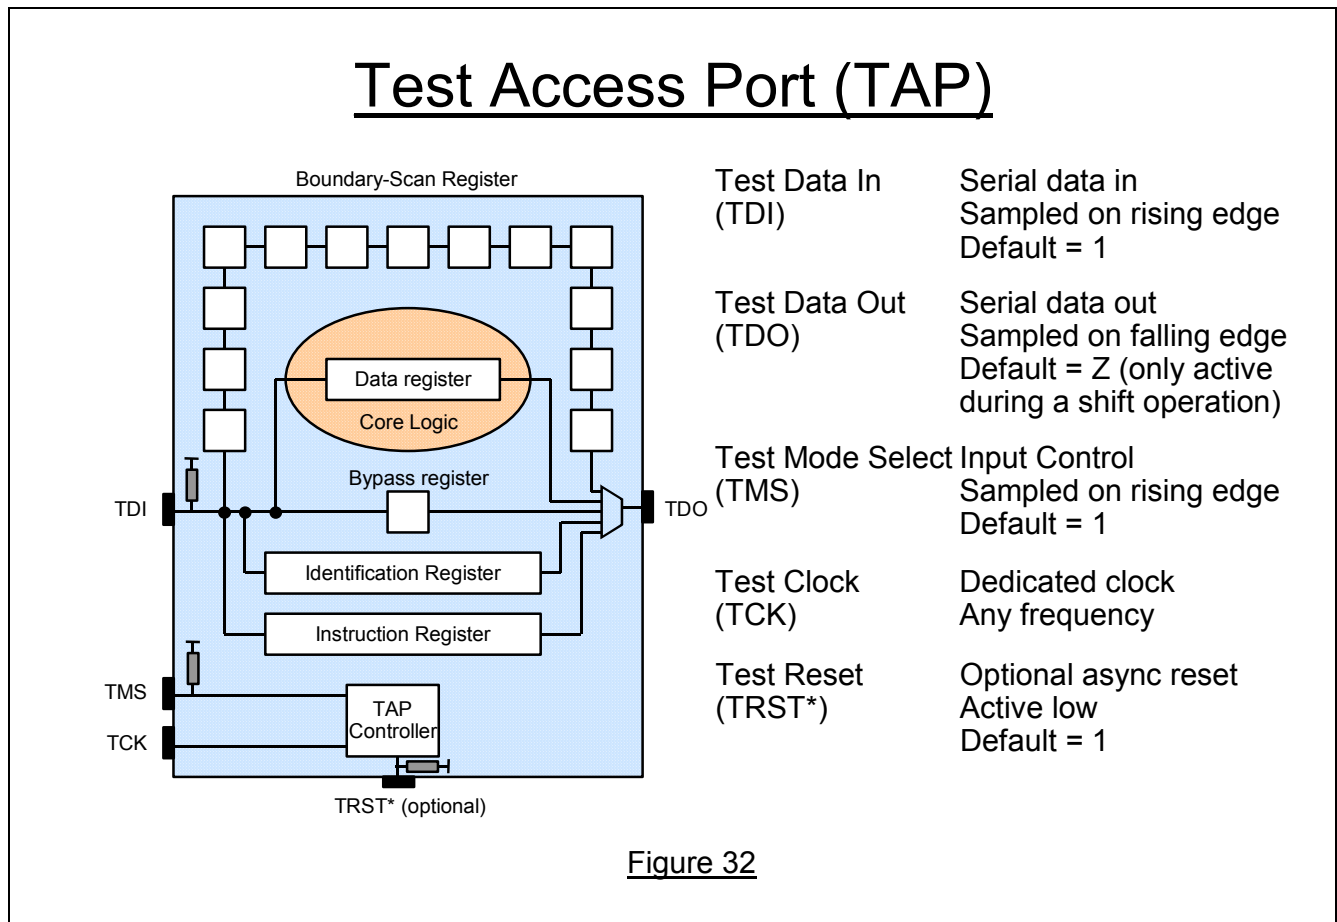 Test Access Port (TAP)
Boundary-Scan Register
Data register
Core Logic
Bypass register
TDI
TDO
Identification Register
Instruction Register
TMS
TAP
Controller
TCK
TRST* (optional)
Test Data In Serial data in
(TDI) Sampled on rising edge
Default = 1
Test Data Out Serial data out
(TDO) Sampled on falling edge
Default = Z (only active
during a shift operation)
Test Mode Select Input Control
(TMS) Sampled on rising edge
Default = 1
Test Clock Dedicated clock
(TCK) Any frequency
Test Reset Optional async reset
(TRST*) Active low
Default = 1
Figure 32